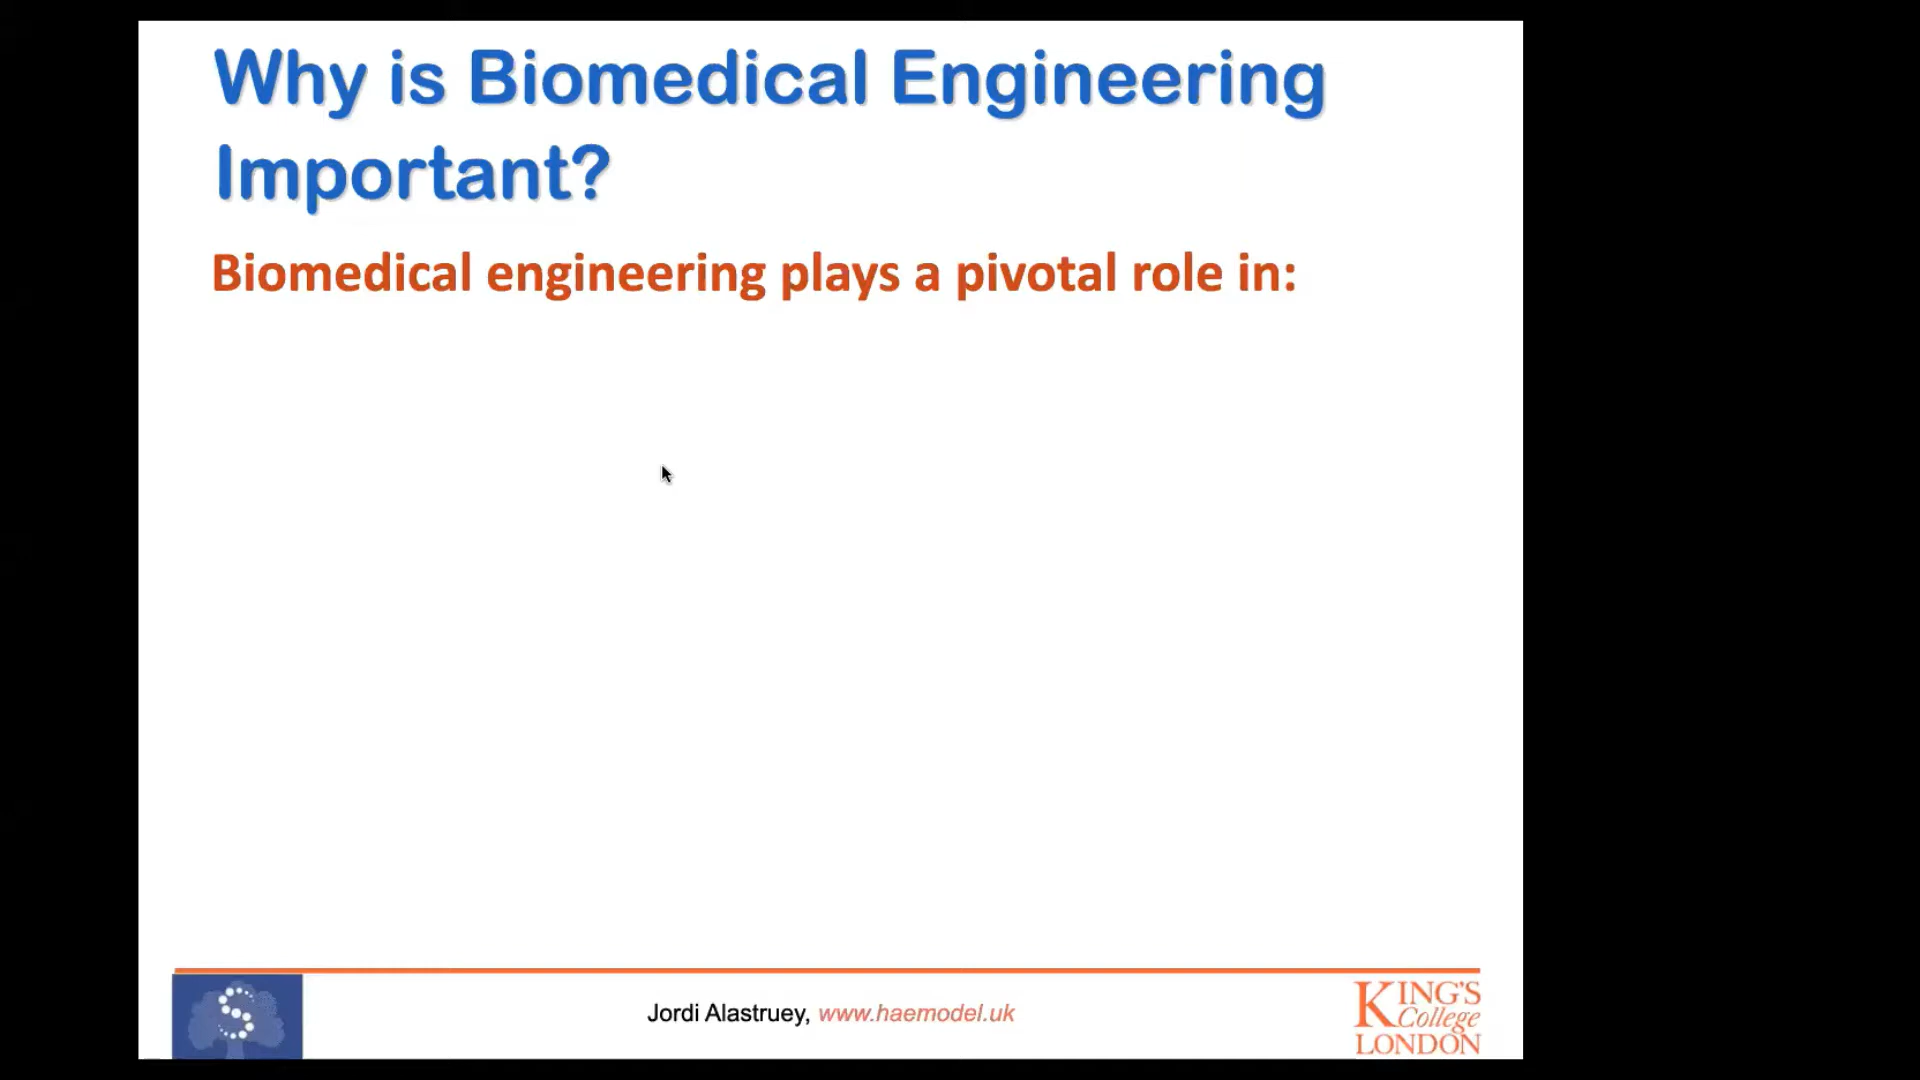 Why is Biomedical Engineering
Important?
Biomedical engineering plays a pivotal role in:
S
Jordi Alastruey, www.haemodel.uk
KING'S
College
LONDON